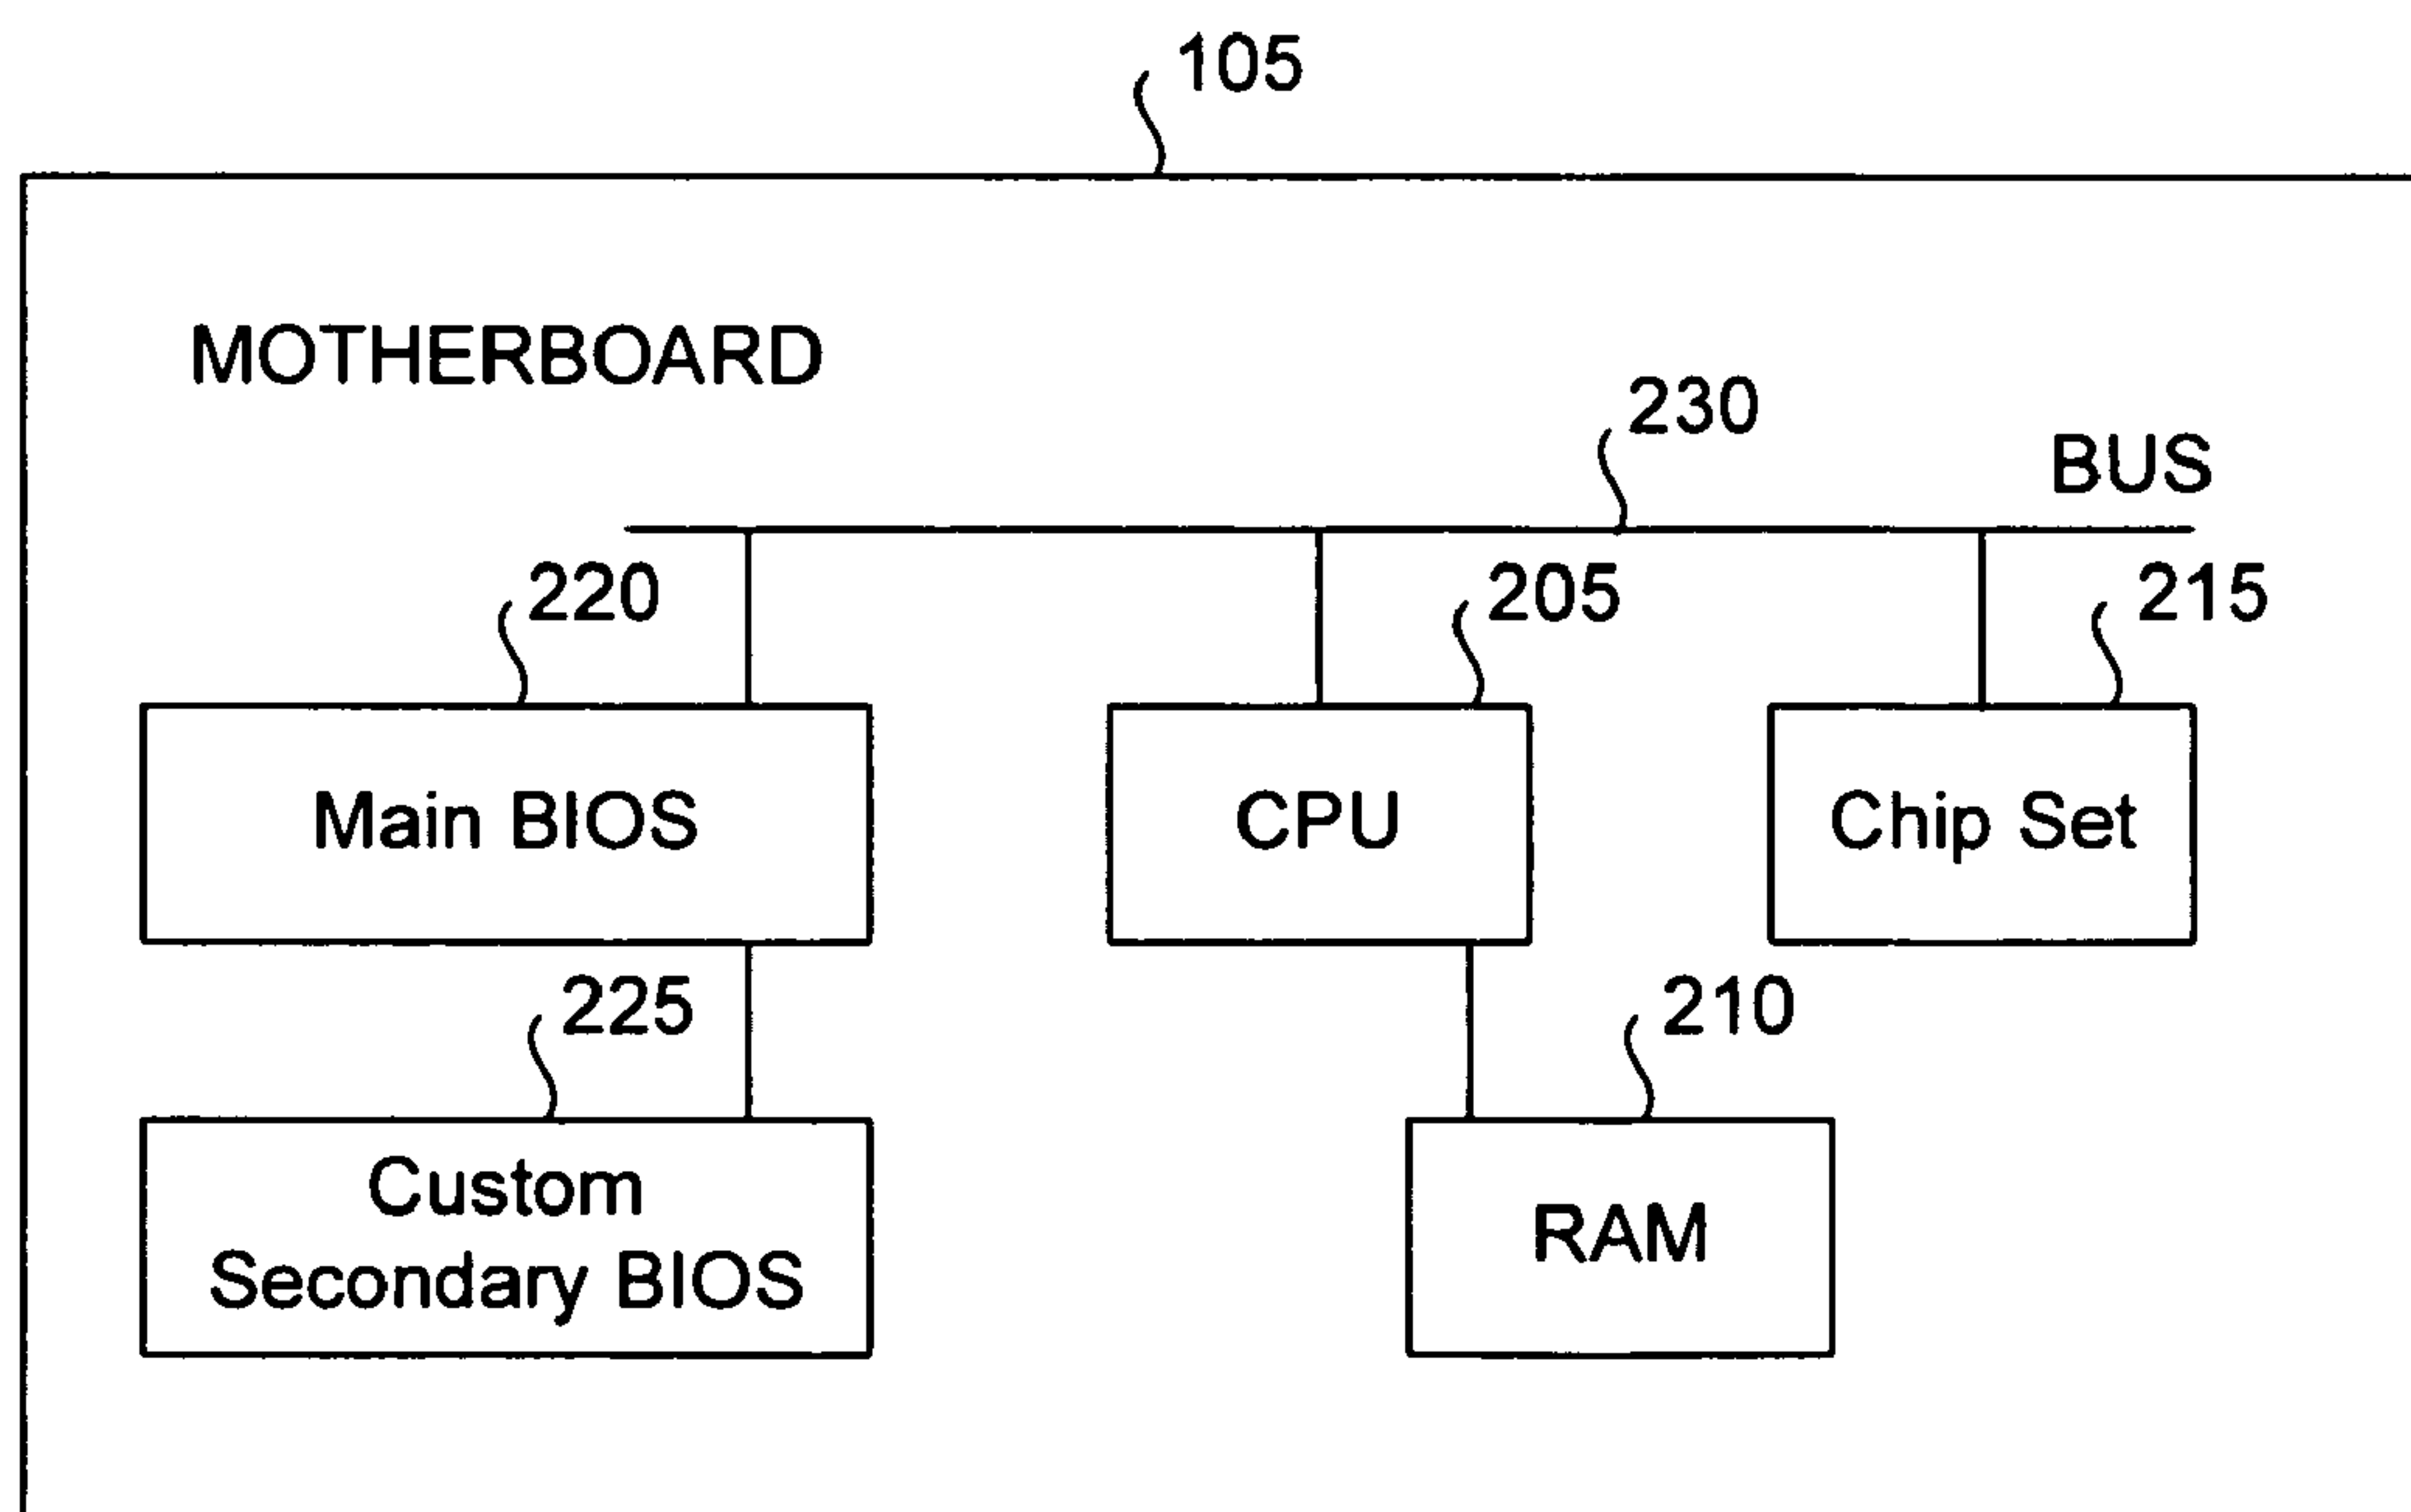 105
MOTHERBOARD
230
BUS
220
205
215
Main BIOS
CPU
Chip Set
225
210
Custom
Secondary BIOS
RAM